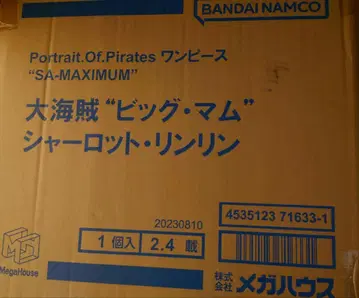 BANDAI NAMCO
Portrait.Of.Pirates ワンピース
“SA-MAXIMUM”
大海賊“ビッグ・マム”
シャーロット・リンリン
20230810
1個入 2.4 載
4535123 71633-1
MegaHouse
株式会社 メガハウス